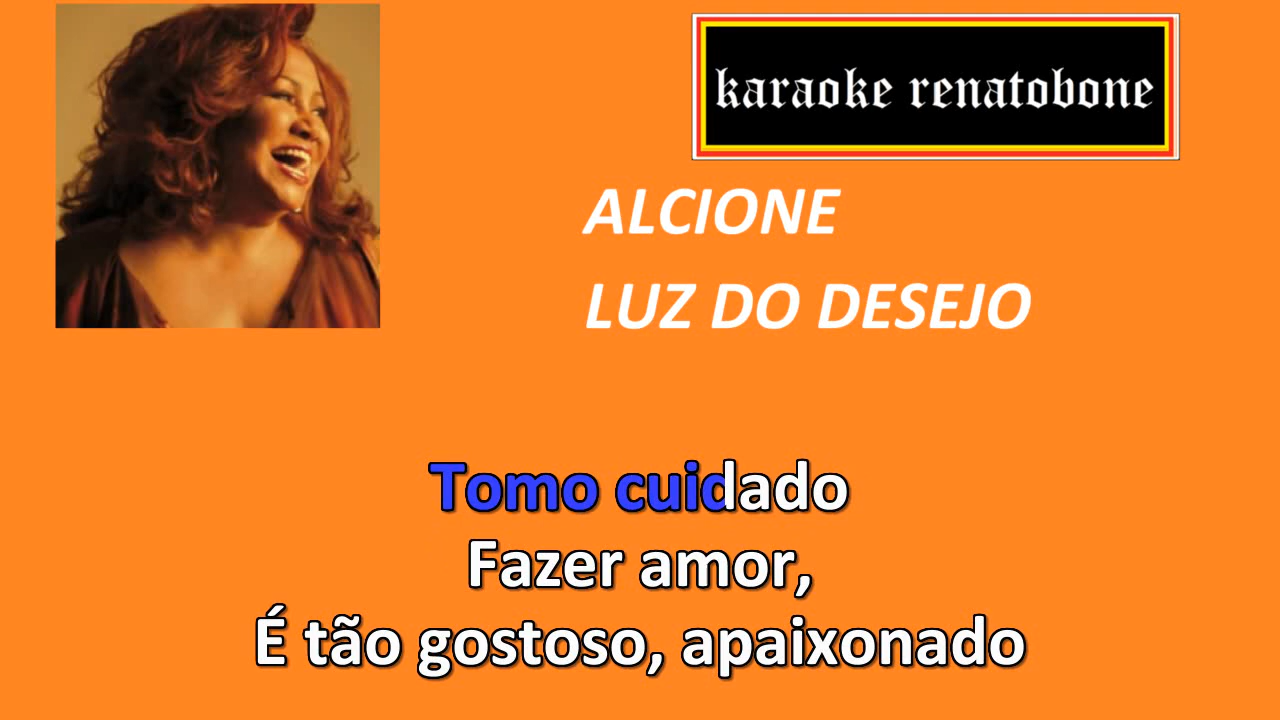 karaoke renatobone
ALCIONE
LUZ DO DESEJO
Tomo cuidado
Fazer amor,
É tão gostoso, apaixonado